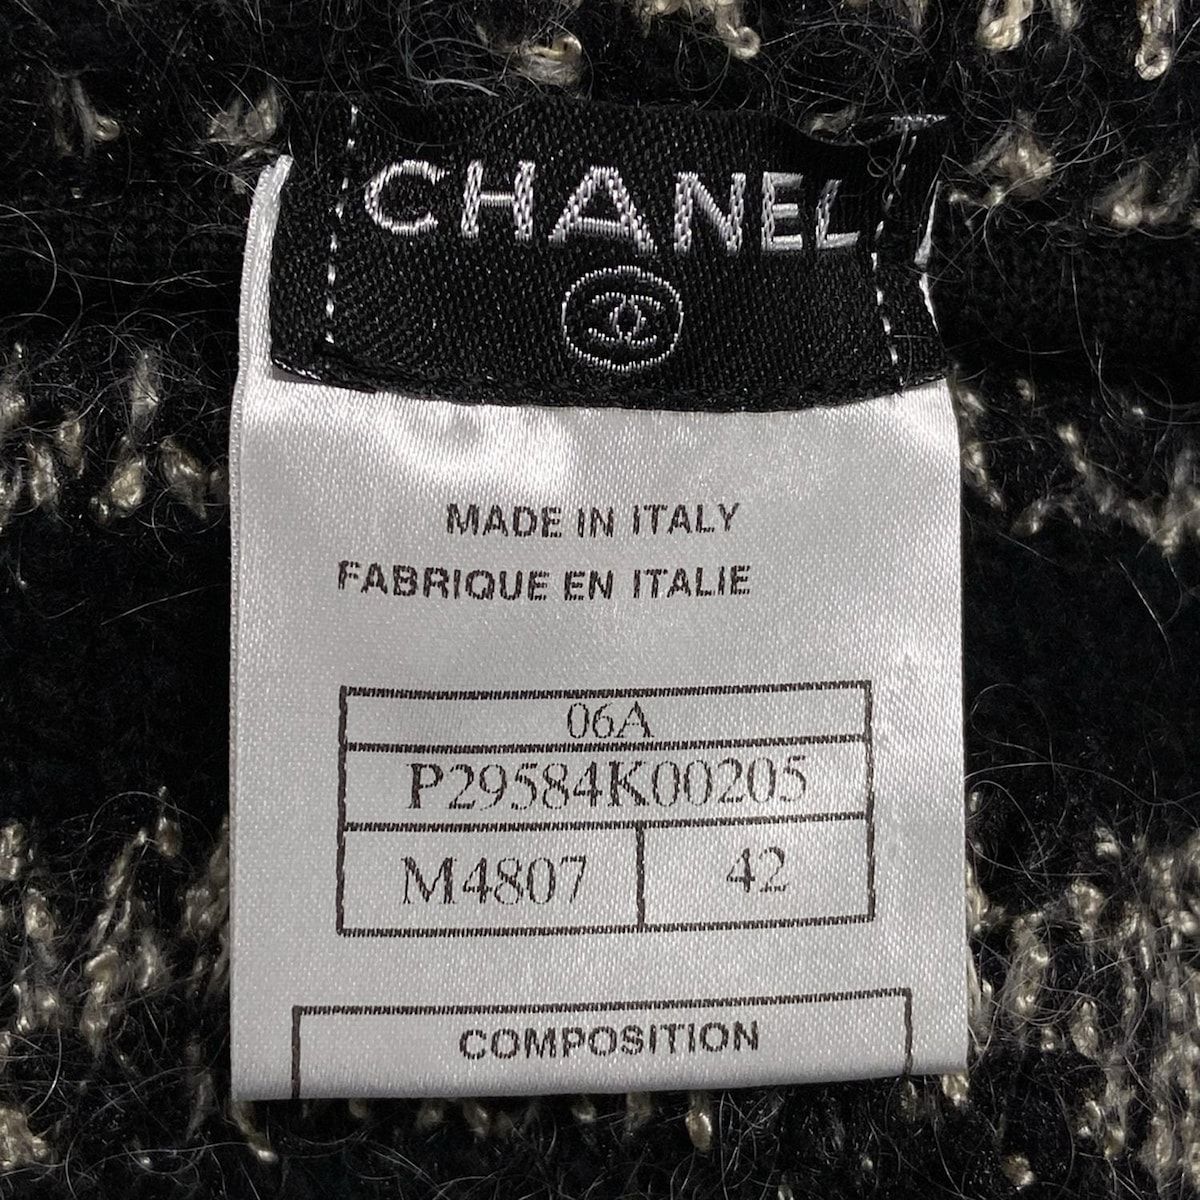 CHANEL
MADE IN ITALY
FABRIQUE EN ITALIE
06A
P29584K00205
M4807 42
COMPOSITION